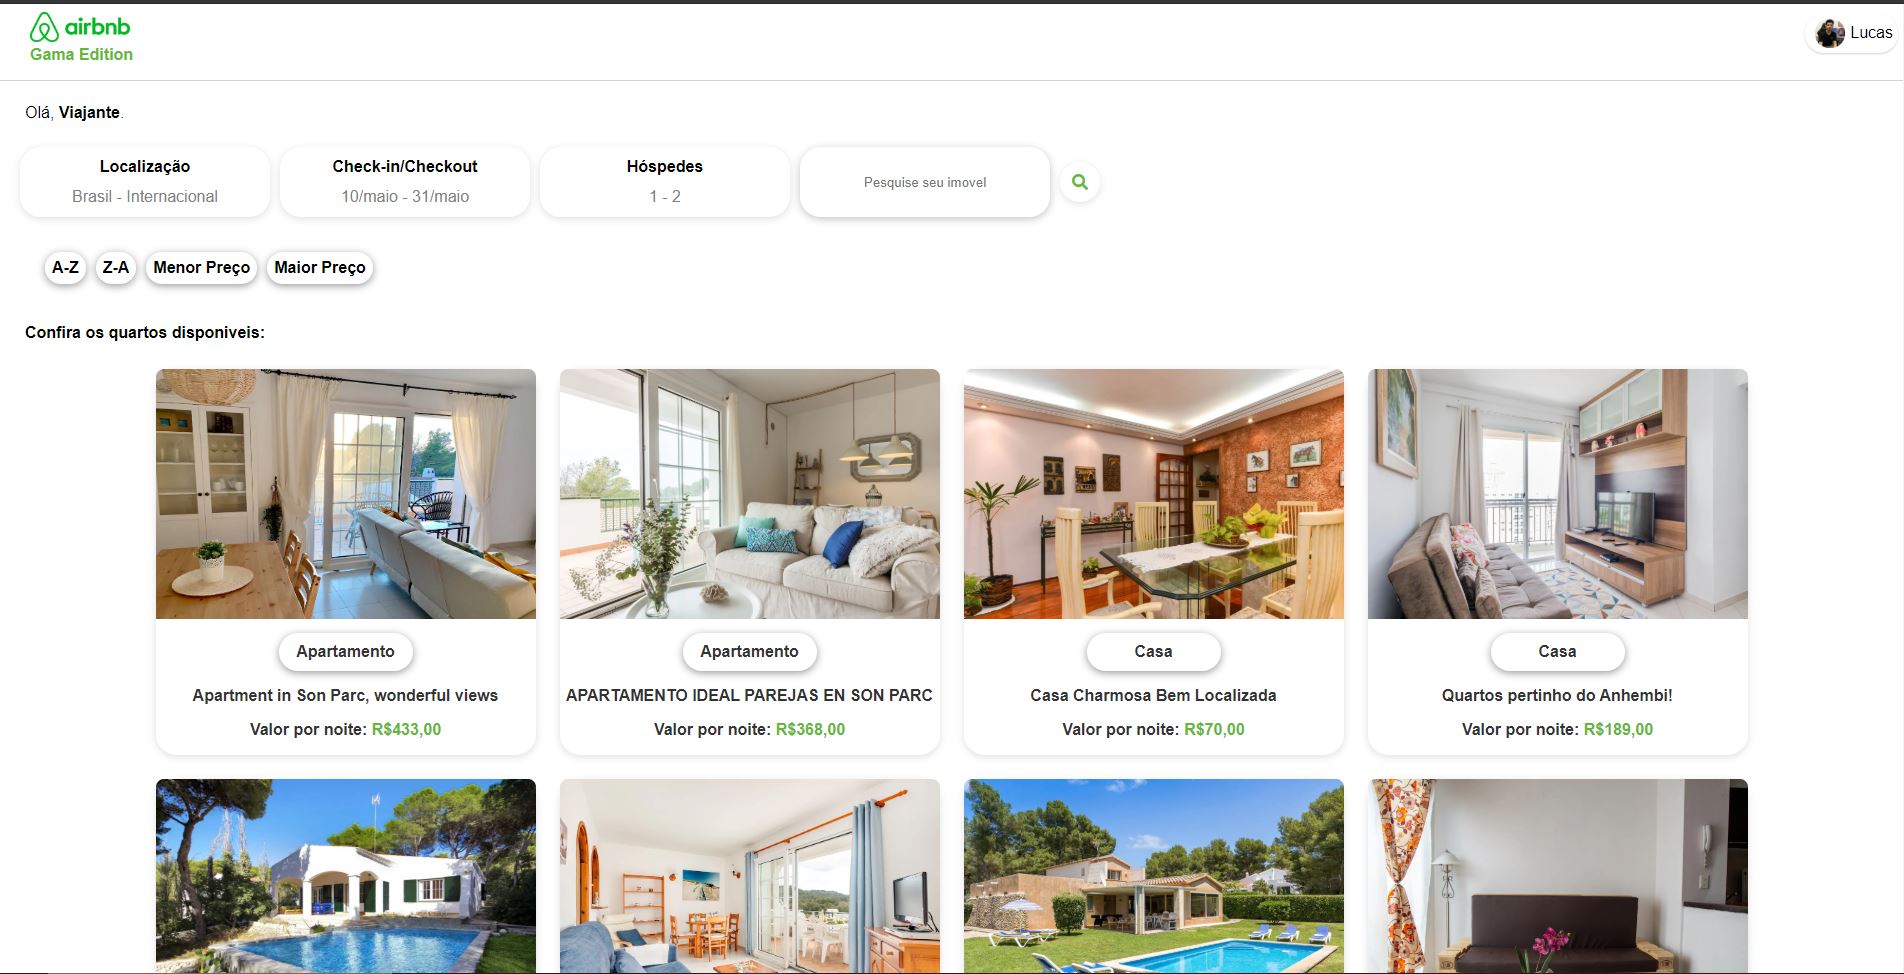 airbnb
Gama Edition
Lucas
Olá, Viajante.
Localização
Brasil - Internacional
Check-in/Checkout
10/maio - 31/maio
Hóspedes
1 - 2
Pesquise seu imovel
A-Z
Z-A
Menor Preço
Maior Preço
Confira os quartos disponiveis:
Apartamento
Apartment in Son Parc, wonderful views
Valor por noite: R$433,00
Apartamento
APARTAMENTO IDEAL PAREJAS EN SON PARC
Valor por noite: R$368,00
Casa
Casa Charmosa Bem Localizada
Valor por noite: R$70,00
Casa
Quartos pertinho do Anhembi!
Valor por noite: R$189,00